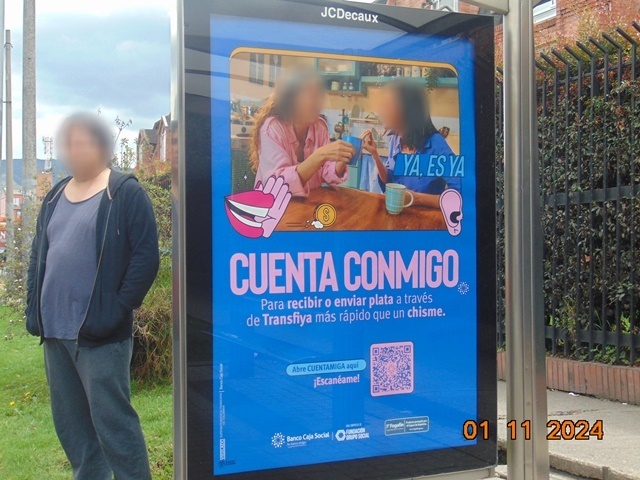 JCDecaux
YA, ES YA
CUENTA CONMIGO
Para recibir o enviar plata a través
de Transfiya más rápido que un chisme.
Abre CUENTAMIGA aquí
¡Escanéame!
Banco Caja Social
FUNDACIÓN
GRUPO SOCIAL
Fogafín
01 11 2024